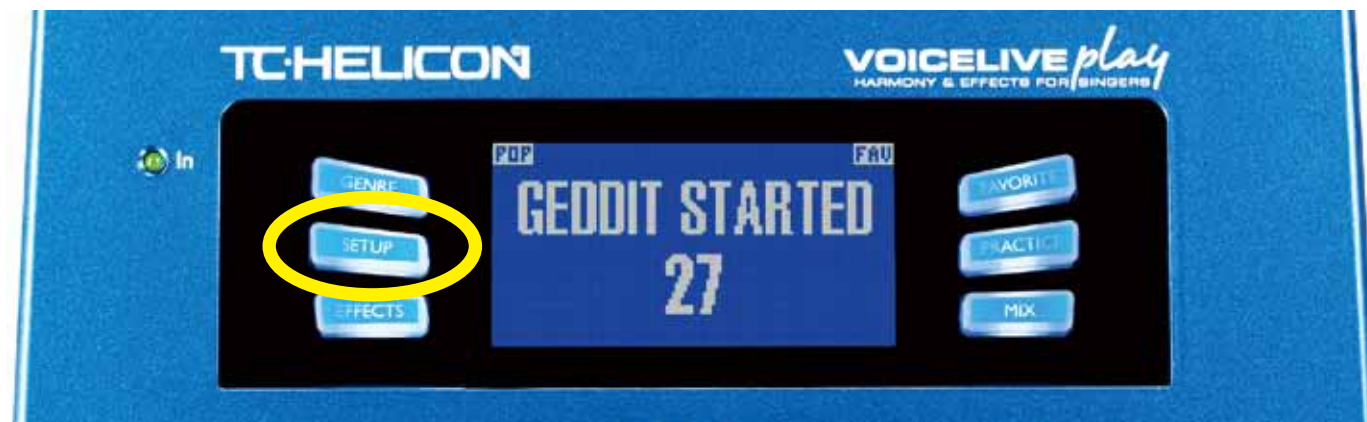 TC·HELICON
VOICELIVE play
HARMONY & EFFECTS FOR SINGERS
In
GENRE
SETUP
EFFECTS
POP
FAV
GEDDIT STARTED
27
FAVORITE
PRACTICE
MIX